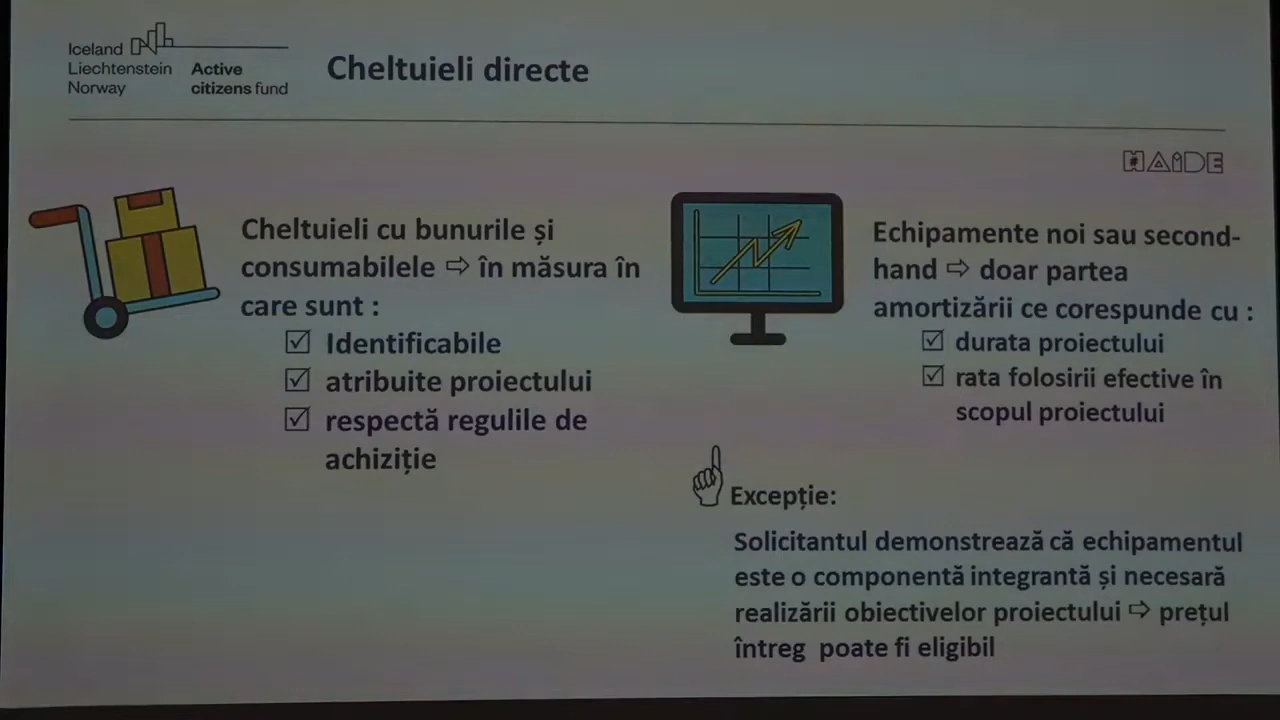 Iceland
Liechtenstein
Norway
Active
citizens fund
Cheltuieli directe
#AIDE
Cheltuieli cu bunurile și
consumabilele ⇨ în măsura în
care sunt :
☑ Identificabile
☑ atribuite proiectului
☑ respectă regulile de
achiziție
Echipamente noi sau second-
hand ⇨ doar partea
amortizării ce corespunde cu :
☑ durata proiectului
☑ rata folosirii efective în
scopul proiectului
Excepție:
Solicitantul demonstrează că echipamentul
este o componentă integrantă și necesară
realizării obiectivelor proiectului ⇨ prețul
întreg poate fi eligibil